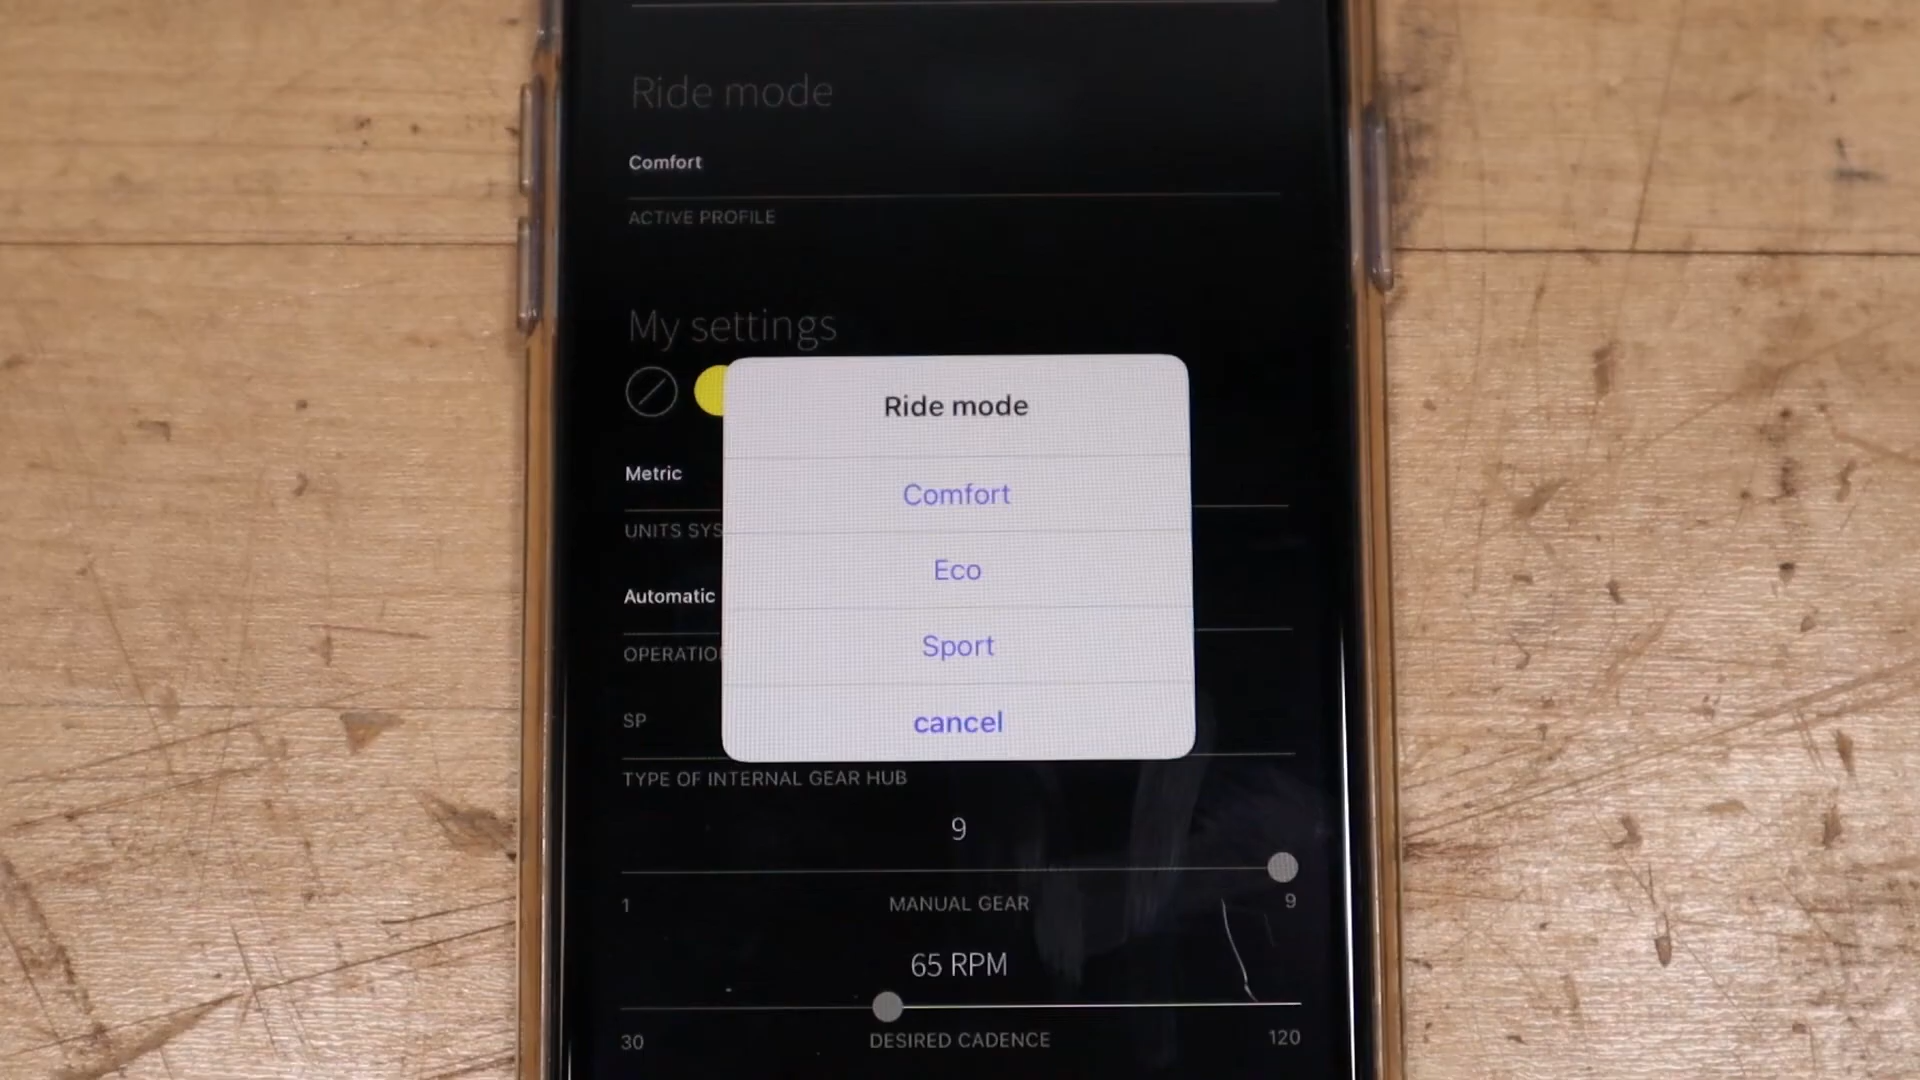 Ride mode
Comfort
ACTIVE PROFILE
My settings
Ride mode
Comfort
Eco
Sport
cancel
Metric
UNITS SYS
Automatic
OPERATIO
SP
TYPE OF INTERNAL GEAR HUB
9
1 MANUAL GEAR 9
65 RPM
30 DESIRED CADENCE 120